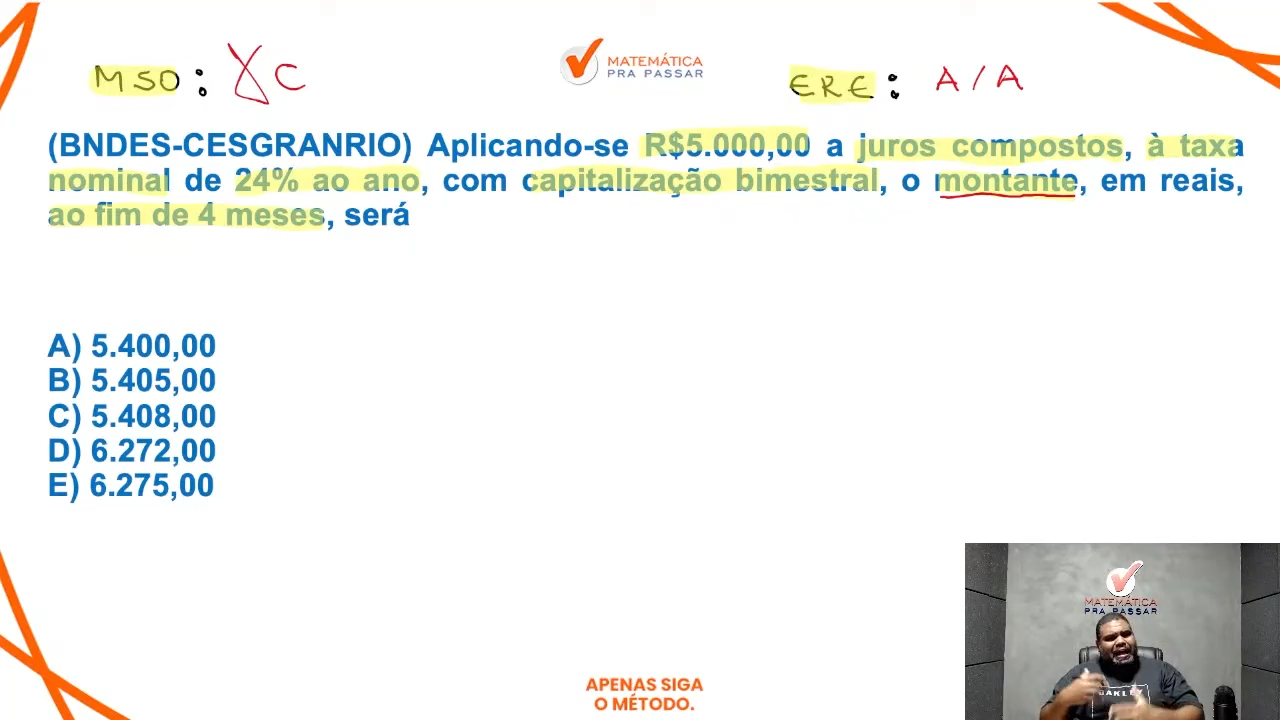 MSO: JC
MATEMÁTICA
PRA PASSAR
ERE: A/A
(BNDES-CESGRANRIO) Aplicando-se R$5.000,00 a juros compostos, à taxa
nominal de 24% ao ano, com capitalização bimestral, o montante, em reais,
ao fim de 4 meses, será
A) 5.400,00
B) 5.405,00
C) 5.408,00
D) 6.272,00
E) 6.275,00
MATEMÁTICA
PRA PASSAR
OAKLEY
APENAS SIGA
O MÉTODO.